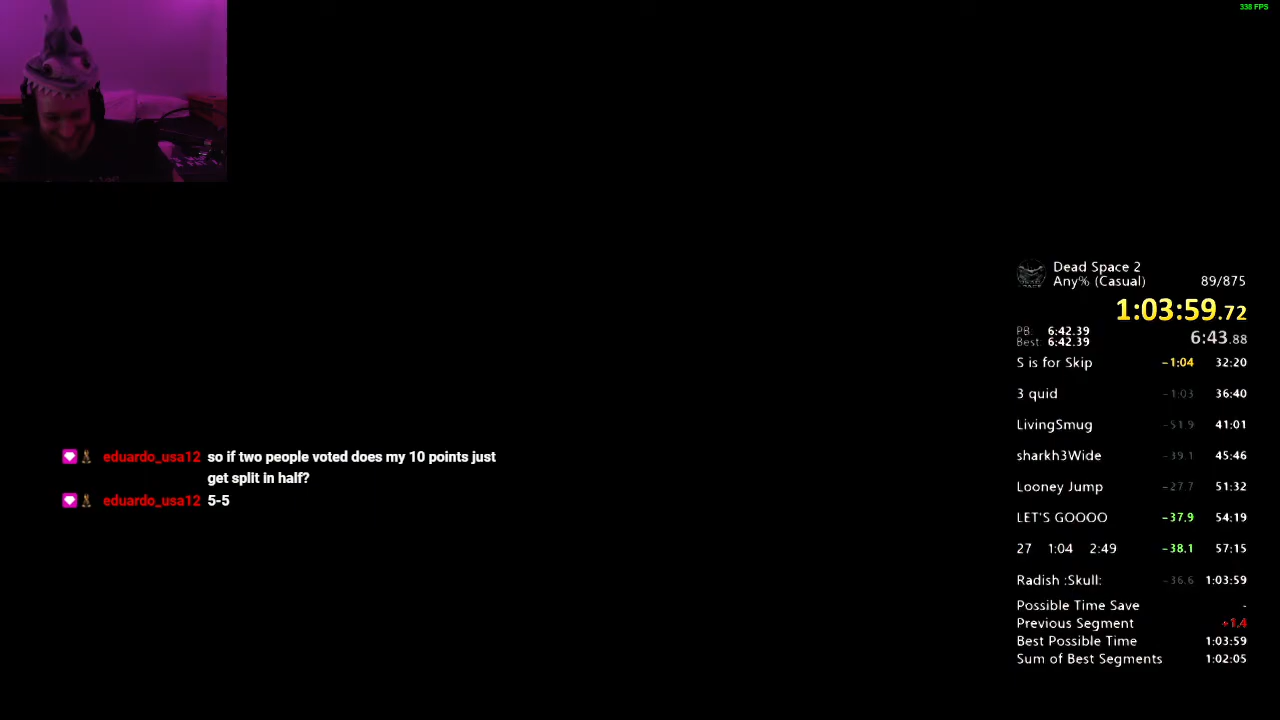 338 FPS
Dead Space 2
Any% (Casual) 89/875
1:03:59.72
PB: 6:42.39
Best: 6:42.39
6:43.88
S is for Skip -1:04 32:20
3 quid -1:03 36:40
LivingSmug -51.9 41:01
sharkh3Wide -39.1 45:46
Looney Jump -27.7 51:32
LET'S GOOOO -37.9 54:19
27 1:04 2:49 -38.1 57:15
Radish :Skull: -36.6 1:03:59
Possible Time Save -
Previous Segment +1.4
Best Possible Time 1:03:59
Sum of Best Segments 1:02:05
eduardo_usa12 so if two people voted does my 10 points just
get split in half?
eduardo_usa12 5-5